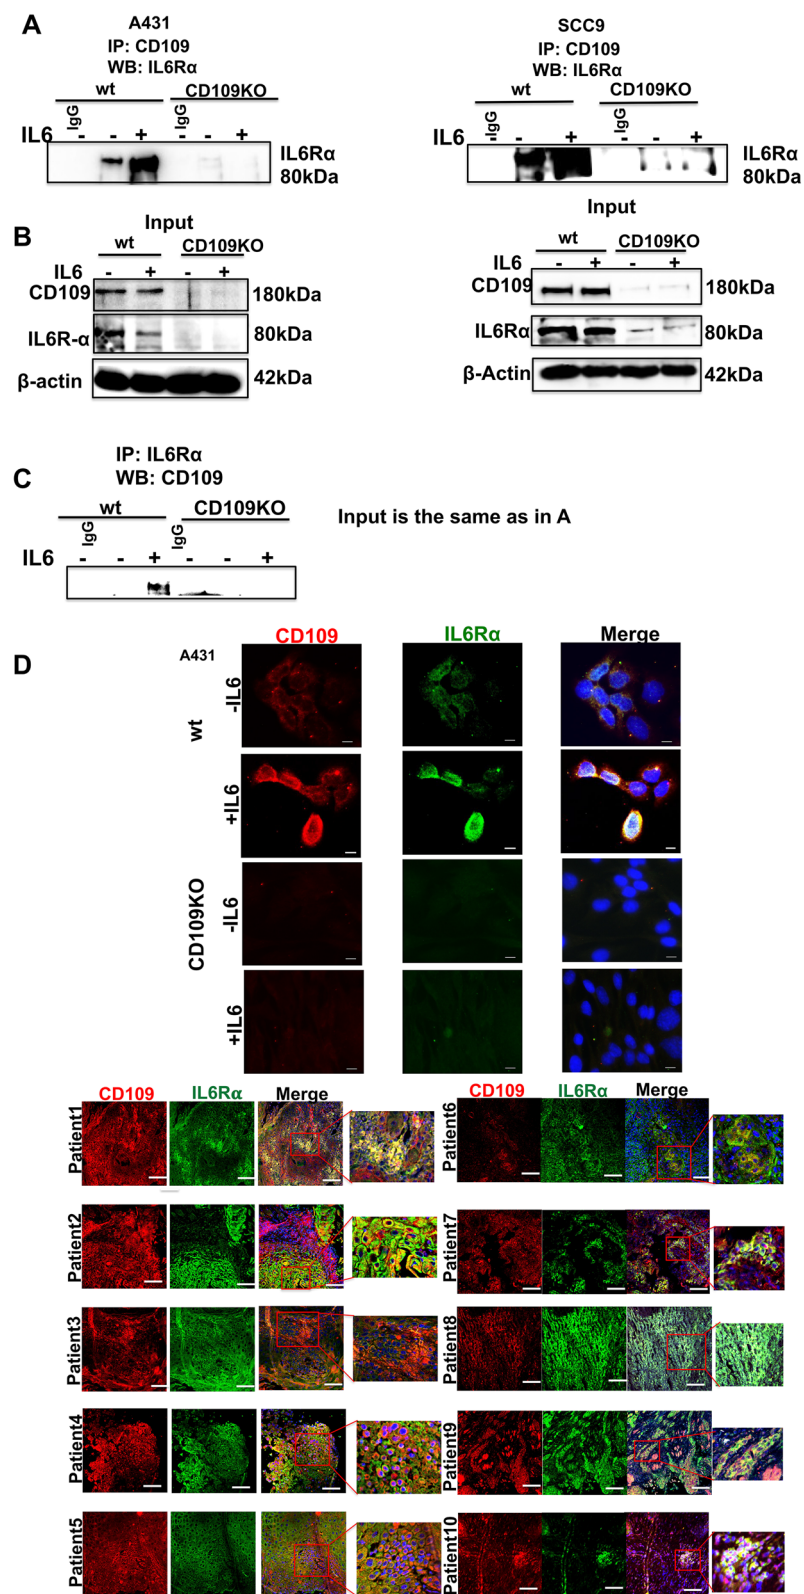 A
A431
IP: CD109
WB: IL6Rα
wt
CD109KO
IgG
IgG
IL6 - - + - - +
IL6Rα
80kDa
SCC9
IP: CD109
WB: IL6Rα
wt
CD109KO
IL6 -IgG - + IgG - - +
IL6Rα
80kDa
B
Input
wt
CD109KO
IL6 - + - +
CD109
180kDa
IL6R-α
80kDa
β-actin
42kDa
Input
wt
CD109KO
IL6 - + - +
CD109
180kDa
IL6Rα
80kDa
β-Actin
42kDa
C
IP: IL6Rα
WB: CD109
wt
CD109KO
IgG
IgG
IL6 - - + - - +
Input is the same as in A
D
A431
CD109 IL6Rα Merge
wt
-IL6
+IL6
CD109KO
-IL6
+IL6
CD109 IL6Rα Merge
Patient1
Patient2
Patient3
Patient4
Patient5
CD109 IL6Rα Merge
Patient6
Patient7
Patient8
Patient9
Patient10